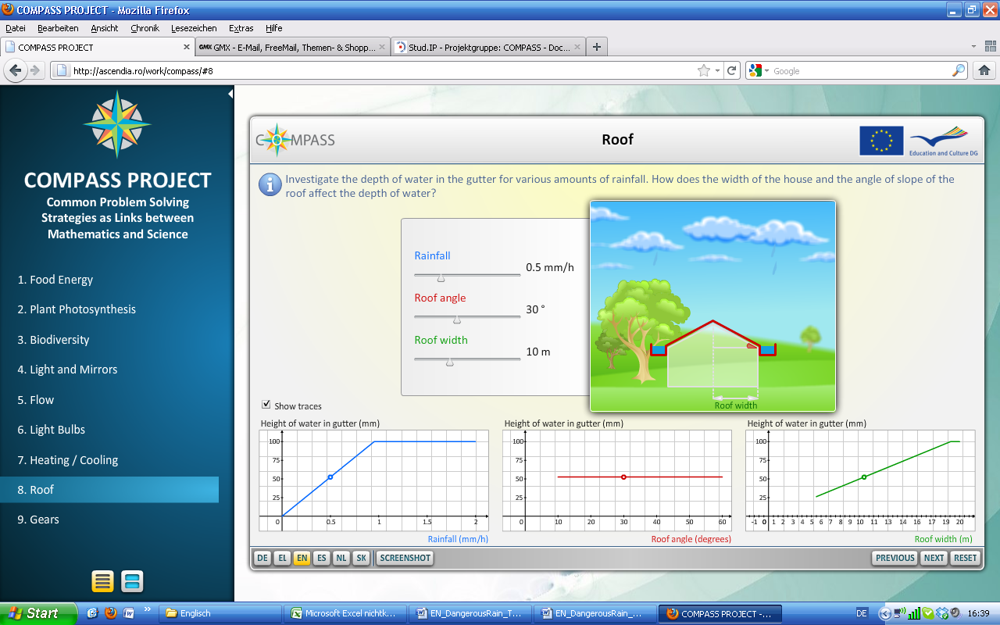 COMPASS PROJECT - Mozilla Firefox
Datei Bearbeiten Ansicht Chronik Lesezeichen Extras Hilfe
COMPASS PROJECT
GMX GMX - E-Mail, FreeMail, Themen- & Shopp...
Stud.IP - Projektgruppe: COMPASS - Doc...
http://ascendia.ro/work/compass/#8
Google
COMPASS PROJECT
Common Problem Solving
Strategies as Links between
Mathematics and Science
1. Food Energy
2. Plant Photosynthesis
3. Biodiversity
4. Light and Mirrors
5. Flow
6. Light Bulbs
7. Heating / Cooling
8. Roof
9. Gears
COMPASS
Roof
Education and Culture DG
Investigate the depth of water in the gutter for various amounts of rainfall. How does the width of the house and the angle of slope of the
roof affect the depth of water?
Rainfall
0.5 mm/h
Roof angle
30 °
Roof width
10 m
Roof width
Show traces
Height of water in gutter (mm)
100
75
50
25
0 0.5 1 1.5 2
Rainfall (mm/h)
Height of water in gutter (mm)
100
75
50
25
0 10 20 30 40 50 60
Roof angle (degrees)
Height of water in gutter (mm)
100
75
50
25
-1 0 1 2 3 4 5 6 7 8 9 10 11 12 13 14 15 16 17 18 19 20
Roof width (m)
DE EL EN ES NL SK SCREENSHOT
PREVIOUS NEXT RESET
Start
Englisch
Microsoft Excel nichtk...
EN_DangerousRain_T...
EN_DangerousRain_...
COMPASS PROJECT -...
DE
16:39